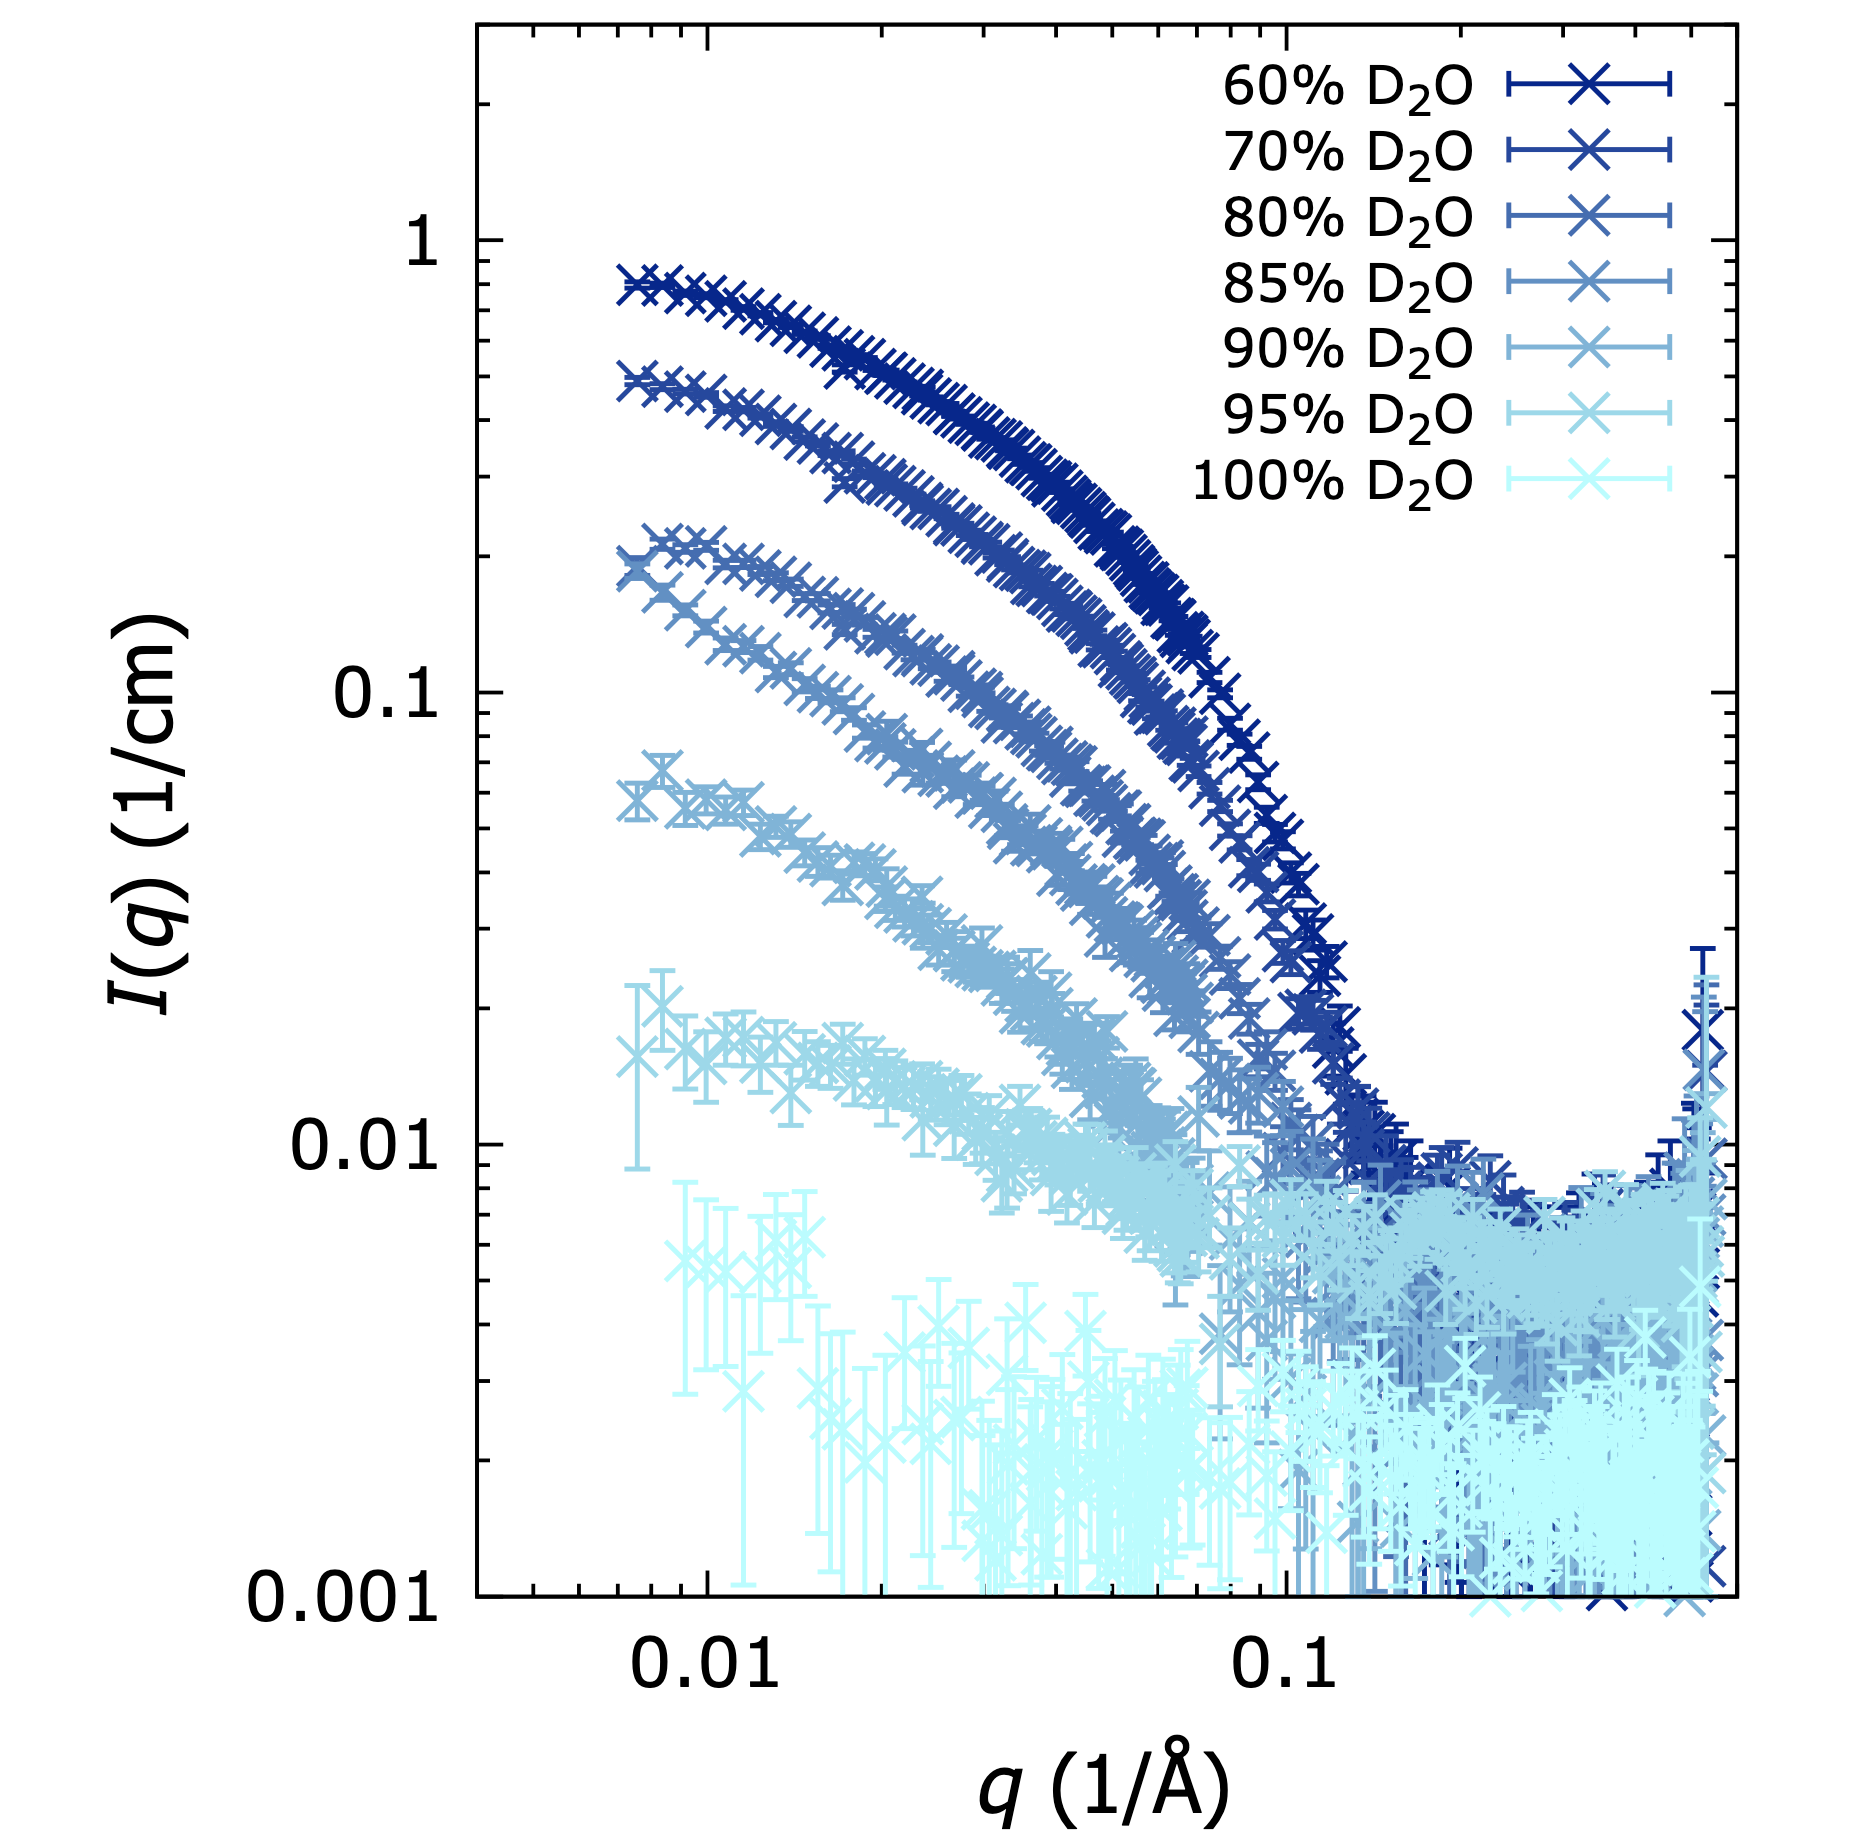 60% D₂O
70% D₂O
80% D₂O
85% D₂O
90% D₂O
95% D₂O
100% D₂O
1
0.1
0.01
0.001
I(q) (1/cm)
0.01
0.1
q (1/Å)